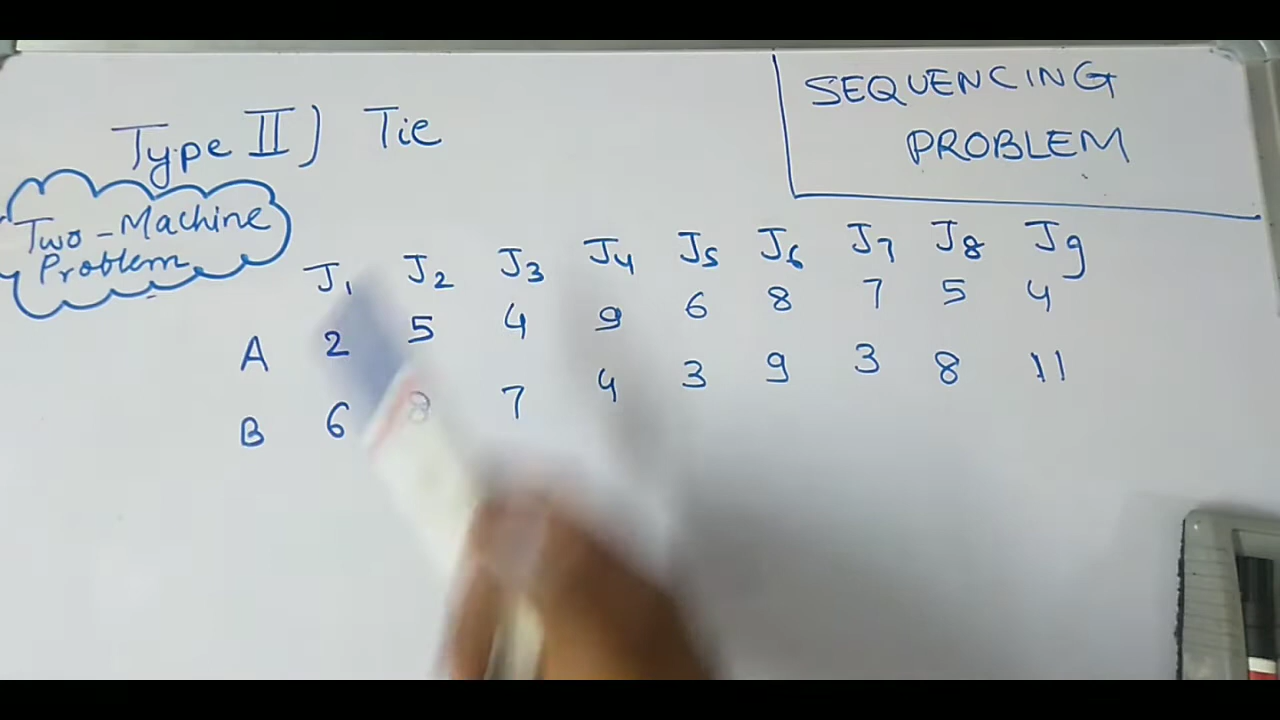 SEQUENCING
PROBLEM
Type II) Tie
Two-Machine
Problem
J1 J2 J3 J4 J5 J6 J7 J8 J9
A 2 5 4 9 6 8 7 5 4
B 6 8 7 4 3 9 3 8 11